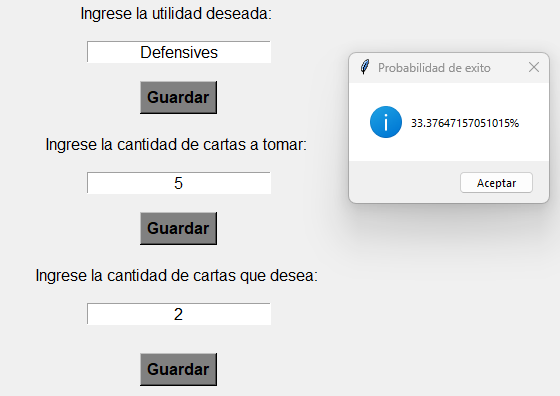 Ingrese la utilidad deseada:
Defensives
Guardar
Ingrese la cantidad de cartas a tomar:
5
Guardar
Ingrese la cantidad de cartas que desea:
2
Guardar
Probabilidad de exito
33.37647157051015%
Aceptar